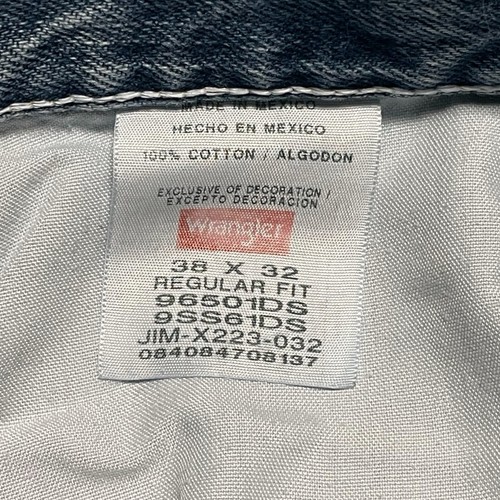 MADE IN MEXICO
HECHO EN MEXICO
100% COTTON / ALGODON
EXCLUSIVE OF DECORATION /
EXCEPTO DECORACION
Wrangler
38 X 32
REGULAR FIT
96501DS
9SS61DS
JIM-X223-032
084084708137